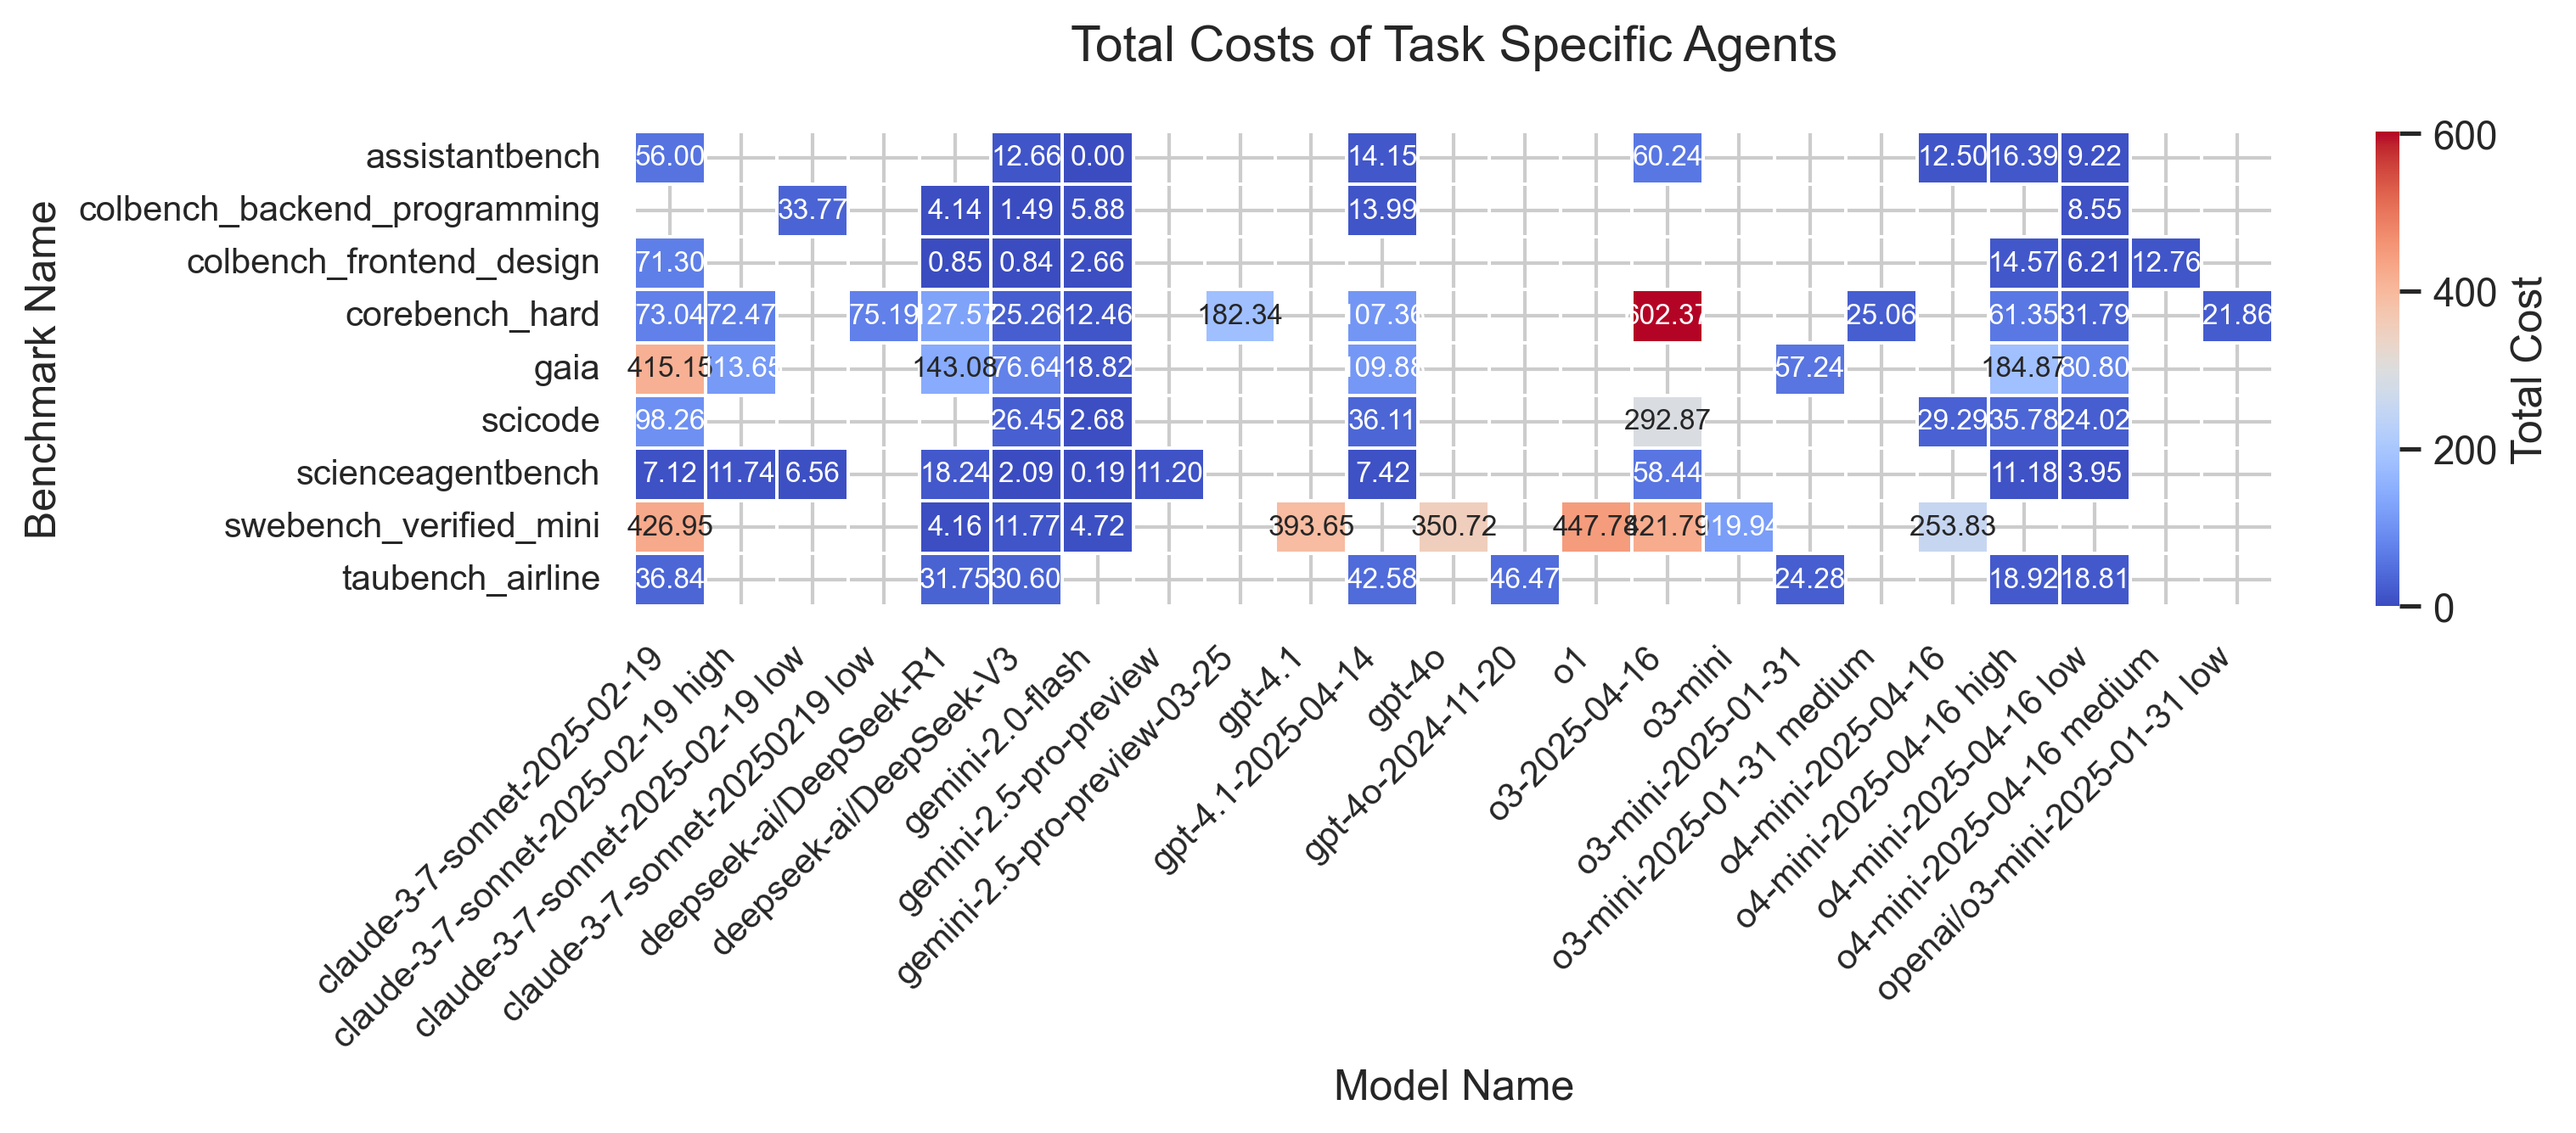 Total Costs of Task Specific Agents
Benchmark Name
assistantbench 56.00 12.66 0.00 14.15 60.24 12.50 16.39 9.22
colbench_backend_programming 33.77 4.14 1.49 5.88 13.99 8.55
colbench_frontend_design 71.30 0.85 0.84 2.66 14.57 6.21 12.76
corebench_hard 73.04 72.47 75.19 127.57 25.26 12.46 182.34 107.36 602.37 25.06 61.35 31.79 21.86
gaia 415.15 113.65 143.08 76.64 18.82 109.88 57.24 184.87 80.80
scicode 98.26 26.45 2.68 36.11 292.87 29.29 35.78 24.02
scienceagentbench 7.12 11.74 6.56 18.24 2.09 0.19 11.20 7.42 58.44 11.18 3.95
swebench_verified_mini 426.95 4.16 11.77 4.72 393.65 350.72 447.78 421.79 119.94 253.83
taubench_airline 36.84 31.75 30.60 42.58 46.47 24.28 18.92 18.81
claude-3-7-sonnet-2025-02-19
claude-3-7-sonnet-2025-02-19 high
claude-3-7-sonnet-2025-02-19 low
claude-3-7-sonnet-20250219 low
deepseek-ai/DeepSeek-R1
deepseek-ai/DeepSeek-V3
gemini-2.0-flash
gemini-2.5-pro-preview
gemini-2.5-pro-preview-03-25
gpt-4.1
gpt-4.1-2025-04-14
gpt-4o
gpt-4o-2024-11-20
o1
o3-2025-04-16
o3-mini
o3-mini-2025-01-31
o3-mini-2025-01-31 medium
o4-mini-2025-04-16
o4-mini-2025-04-16 high
o4-mini-2025-04-16 low
o4-mini-2025-04-16 medium
openai/o3-mini-2025-01-31 low
Model Name
600
400
200
0
Total Cost